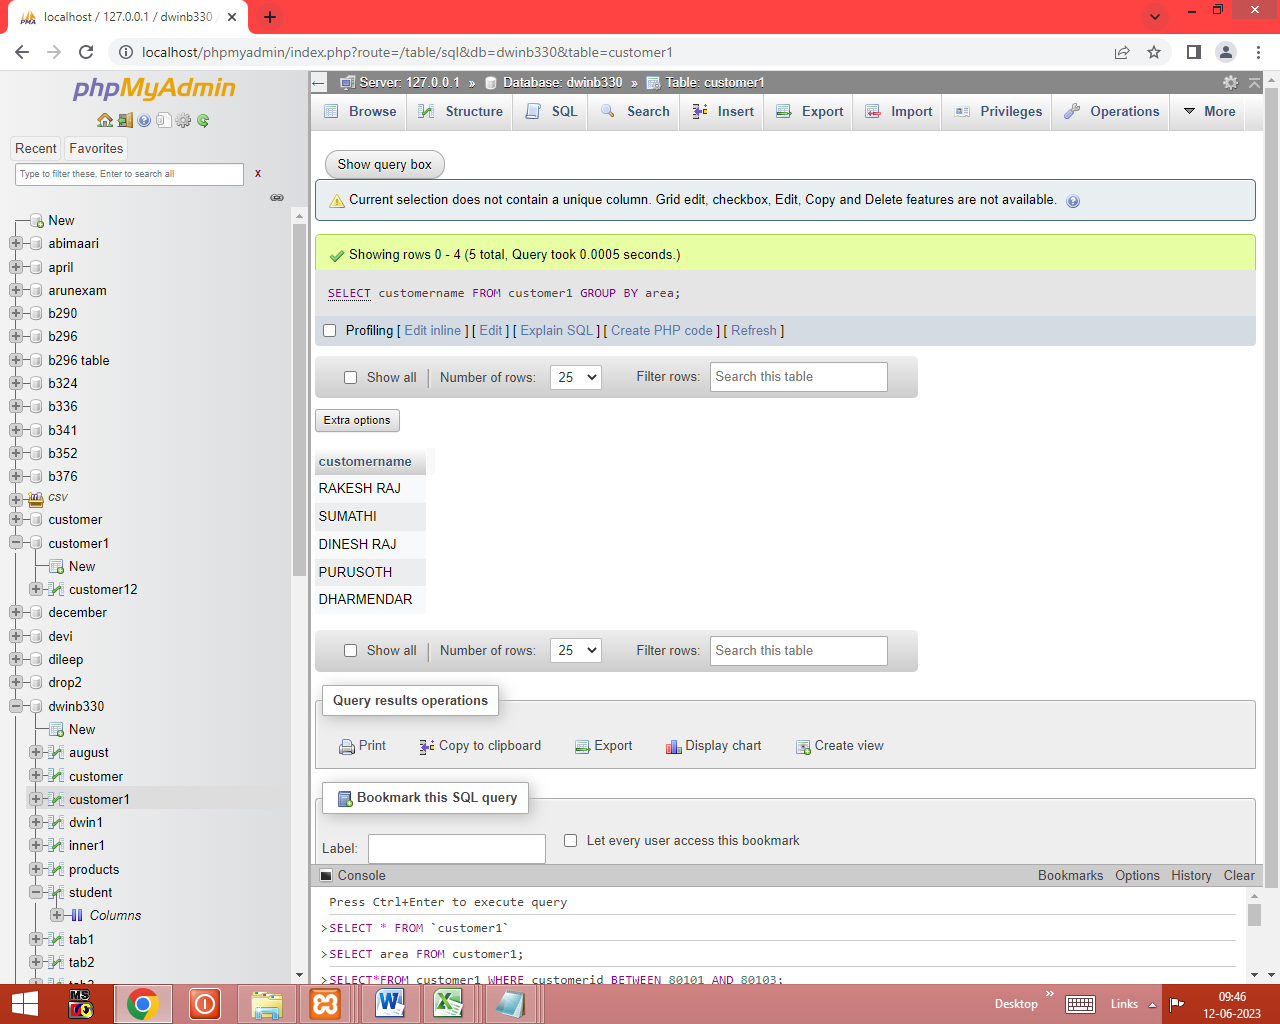 localhost / 127.0.0.1 / dwinb330
localhost/phpmyadmin/index.php?route=/table/sql&db=dwinb330&table=customer1
phpMyAdmin
Recent Favorites
Type to filter these, Enter to search all X
New
abimaari
april
arunexam
b290
b296
b296 table
b324
b336
b341
b352
b376
csv
customer
customer1
New
customer12
december
devi
dileep
drop2
dwinb330
New
august
customer
customer1
dwin1
inner1
products
student
Columns
tab1
tab2
Server: 127.0.0.1 » Database: dwinb330 » Table: customer1
Browse Structure SQL Search Insert Export Import Privileges Operations More
Show query box
Current selection does not contain a unique column. Grid edit, checkbox, Edit, Copy and Delete features are not available.
Showing rows 0 - 4 (5 total, Query took 0.0005 seconds.)
SELECT customername FROM customer1 GROUP BY area;
Profiling [ Edit inline ] [ Edit ] [ Explain SQL ] [ Create PHP code ] [ Refresh ]
Show all Number of rows: 25 Filter rows: Search this table
Extra options
customername
RAKESH RAJ
SUMATHI
DINESH RAJ
PURUSOTH
DHARMENDAR
Show all Number of rows: 25 Filter rows: Search this table
Query results operations
Print Copy to clipboard Export Display chart Create view
Bookmark this SQL query
Label: Let every user access this bookmark
Console Bookmarks Options History Clear
Press Ctrl+Enter to execute query
>SELECT * FROM `customer1`
>SELECT area FROM customer1;
>SELECT*FROM customer1 WHERE customerid BETWEEN 80101 AND 80103;
Desktop » Links 09:46
12-06-2023